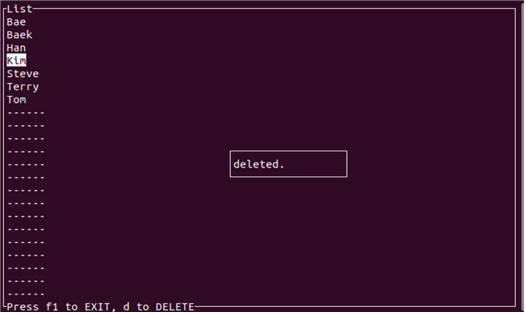 List
Bae
Baek
Han
Kim
Steve
Terry
Tom
------
------
------
------
------
deleted.
------
------
------
------
------
------
------
------
------
------
Press f1 to EXIT, d to DELETE